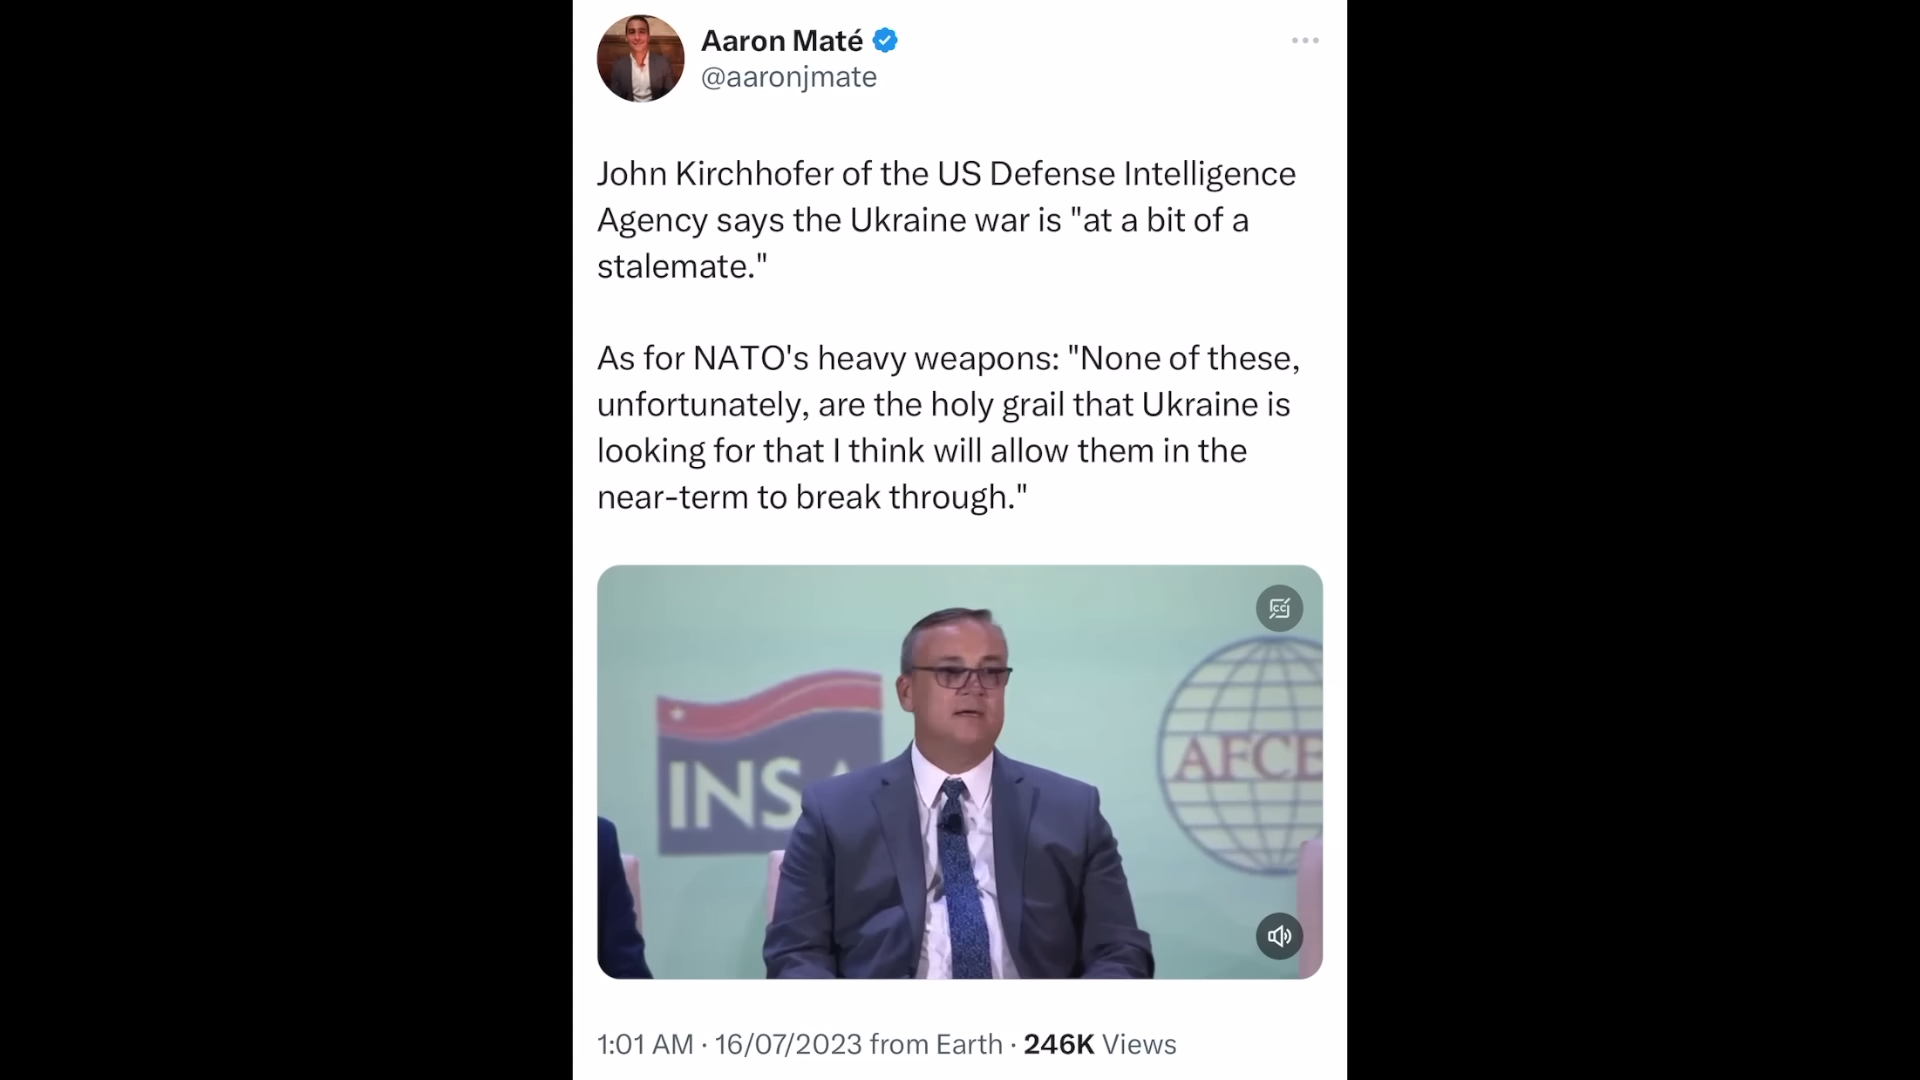 Aaron Maté
@aaronjmate
John Kirchhofer of the US Defense Intelligence
Agency says the Ukraine war is "at a bit of a
stalemate."
As for NATO's heavy weapons: "None of these,
unfortunately, are the holy grail that Ukraine is
looking for that I think will allow them in the
near-term to break through."
CC
INSA
AFCE
1:01 AM · 16/07/2023 from Earth · 246K Views